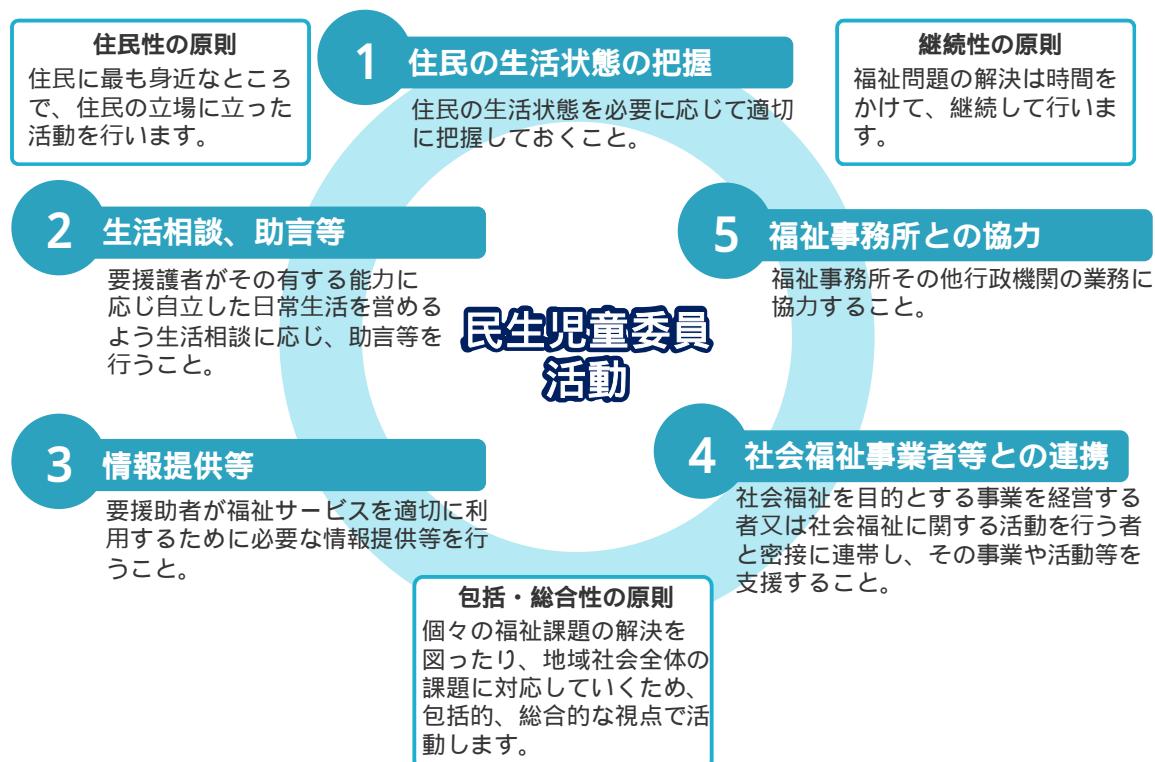 住民性の原則
住民に最も身近なところ
で、住民の立場に立った
活動を行います。
1 住民の生活状態の把握
住民の生活状態を必要に応じて適切
に把握しておくこと。
継続性の原則
福祉問題の解決は時間を
かけて、継続して行いま
す。
2 生活相談、助言等
要援護者がその有する能力に
応じ自立した日常生活を営める
よう生活相談に応じ、助言等を
行うこと。
5 福祉事務所との協力
福祉事務所その他行政機関の業務に
協力すること。
民生児童委員
活動
3 情報提供等
要援助者が福祉サービスを適切に利
用するために必要な情報提供等を行
うこと。
4 社会福祉事業者等との連携
社会福祉を目的とする事業を経営する
者又は社会福祉に関する活動を行う者
と密接に連帯し、その事業や活動等を
支援すること。
包括・総合性の原則
個々の福祉課題の解決を
図ったり、地域社会全体の
課題に対応していくため、
包括的、総合的な視点で活
動します。